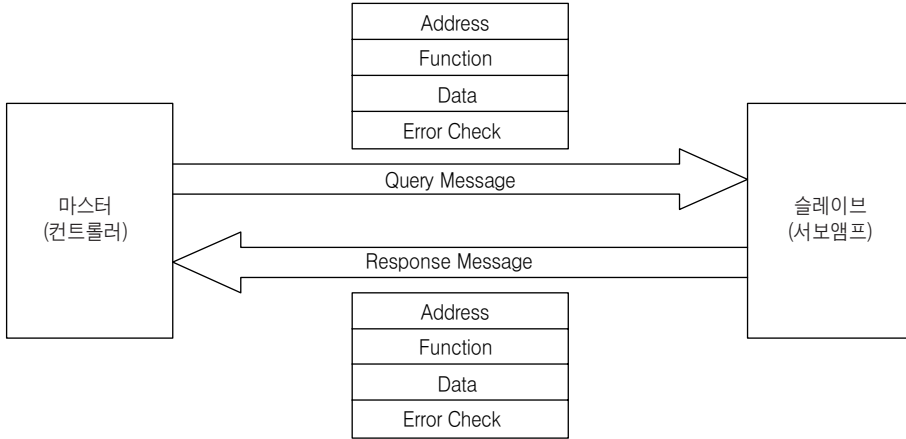 Address
Function
Data
Error Check
마스터
(컨트롤러)
Query Message
Response Message
슬레이브
(서보앰프)
Address
Function
Data
Error Check